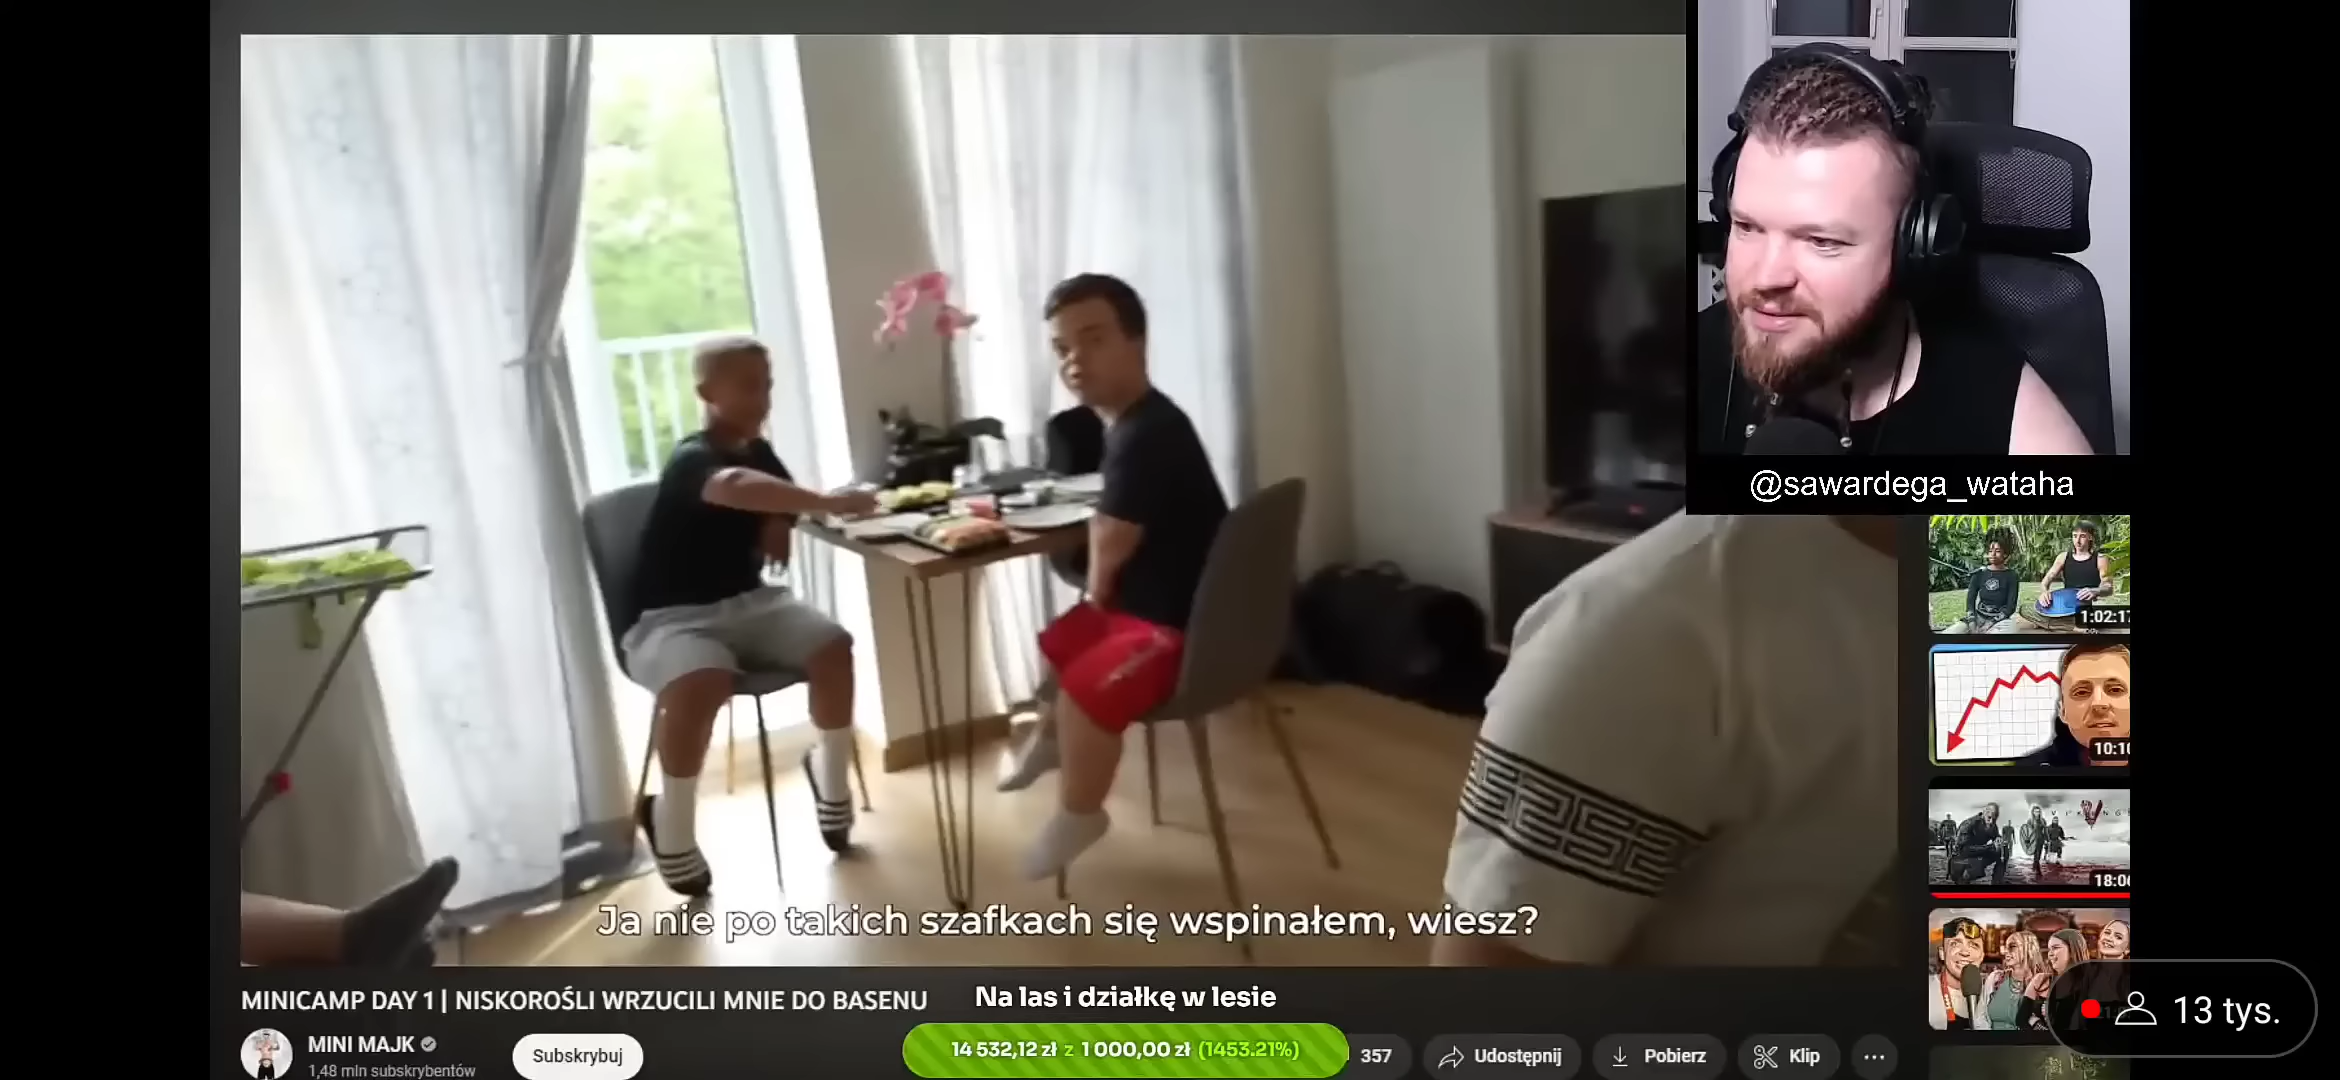 @sawardega_wataha
1:02:17
10:10
18:06
Ja nie po takich szafkach się wspinałem, wiesz?
MINICAMP DAY 1 | NISKOROŚLI WRZUCILI MNIE DO BASENU
Na las i działkę w lesie
13 tys.
MINI MAJK
1,48 mln subskrybentów
Subskrybuj
14 532,12 zł z 1 000,00 zł (1453.21%)
357
Udostępnij
Pobierz
Klip